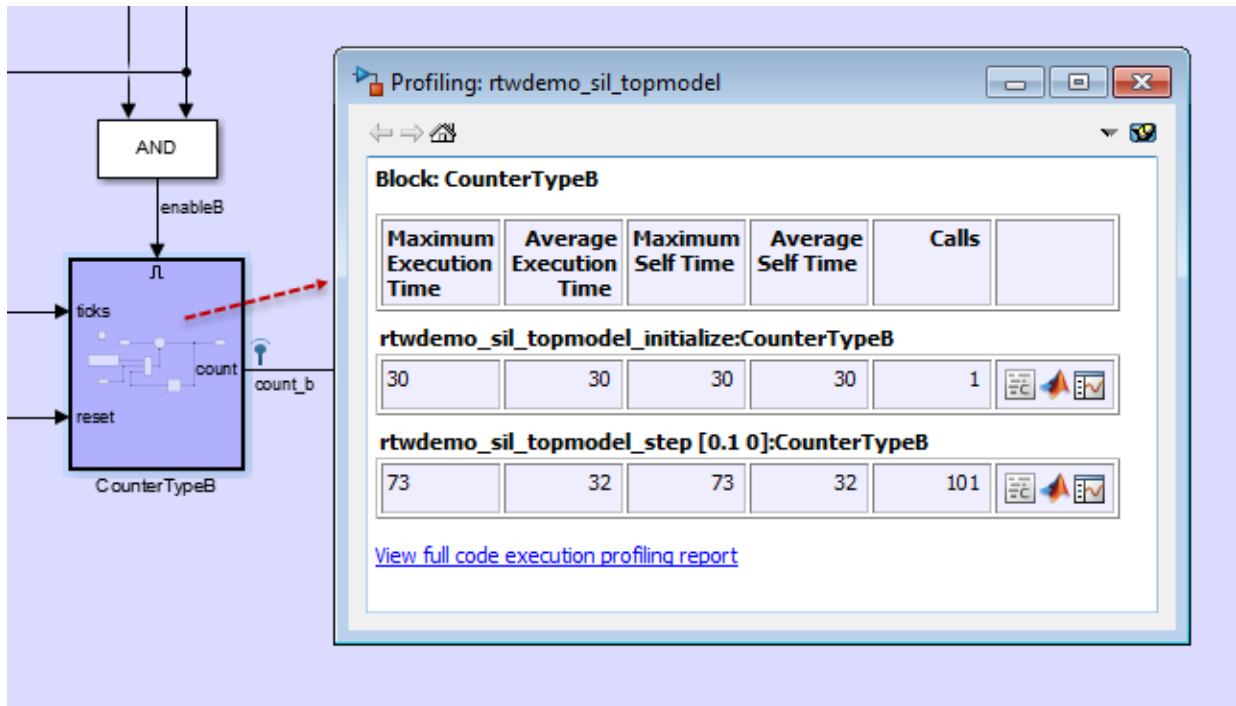 Profiling: rtwdemo_sil_topmodel
AND
enableB
ticks
count
reset
count_b
CounterTypeB
Block: CounterTypeB
Maximum Execution Time
Average Execution Time
Maximum Self Time
Average Self Time
Calls
rtwdemo_sil_topmodel_initialize:CounterTypeB
30 30 30 30 1
rtwdemo_sil_topmodel_step [0.1 0]:CounterTypeB
73 32 73 32 101
View full code execution profiling report